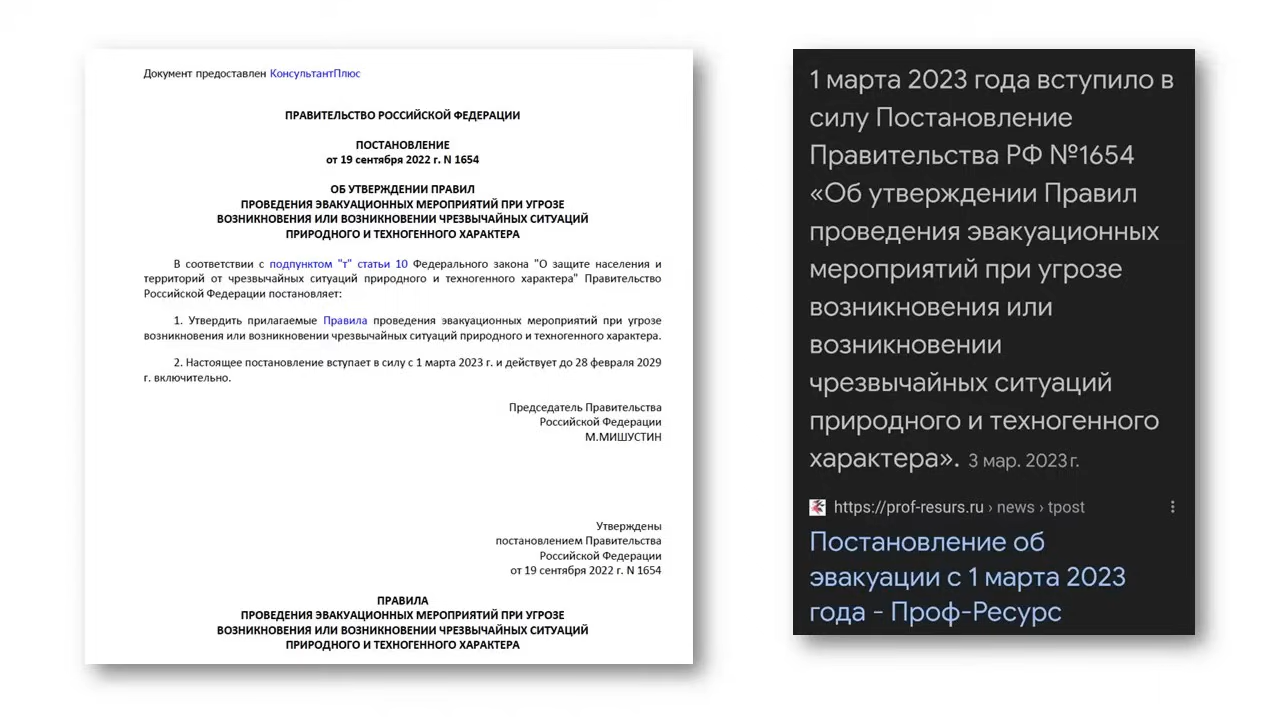 Документ предоставлен КонсультантПлюс
ПРАВИТЕЛЬСТВО РОССИЙСКОЙ ФЕДЕРАЦИИ
ПОСТАНОВЛЕНИЕ
от 19 сентября 2022 г. N 1654
ОБ УТВЕРЖДЕНИИ ПРАВИЛ
ПРОВЕДЕНИЯ ЭВАКУАЦИОННЫХ МЕРОПРИЯТИЙ ПРИ УГРОЗЕ
ВОЗНИКНОВЕНИЯ ИЛИ ВОЗНИКНОВЕНИИ ЧРЕЗВЫЧАЙНЫХ СИТУАЦИЙ
ПРИРОДНОГО И ТЕХНОГЕННОГО ХАРАКТЕРА
В соответствии с подпунктом "т" статьи 10 Федерального закона "О защите населения и
территорий от чрезвычайных ситуаций природного и техногенного характера" Правительство
Российской Федерации постановляет:
1. Утвердить прилагаемые Правила проведения эвакуационных мероприятий при угрозе
возникновения или возникновении чрезвычайных ситуаций природного и техногенного характера.
2. Настоящее постановление вступает в силу с 1 марта 2023 г. и действует до 28 февраля 2029
г. включительно.
Председатель Правительства
Российской Федерации
М.МИШУСТИН
Утверждены
постановлением Правительства
Российской Федерации
от 19 сентября 2022 г. N 1654
ПРАВИЛА
ПРОВЕДЕНИЯ ЭВАКУАЦИОННЫХ МЕРОПРИЯТИЙ ПРИ УГРОЗЕ
ВОЗНИКНОВЕНИЯ ИЛИ ВОЗНИКНОВЕНИИ ЧРЕЗВЫЧАЙНЫХ СИТУАЦИЙ
ПРИРОДНОГО И ТЕХНОГЕННОГО ХАРАКТЕРА
1 марта 2023 года вступило в
силу Постановление
Правительства РФ №1654
«Об утверждении Правил
проведения эвакуационных
мероприятий при угрозе
возникновения или
возникновении
чрезвычайных ситуаций
природного и техногенного
характера». 3 мар. 2023 г.
https://prof-resurs.ru › news › tpost
Постановление об
эвакуации с 1 марта 2023
года - Проф-Ресурс